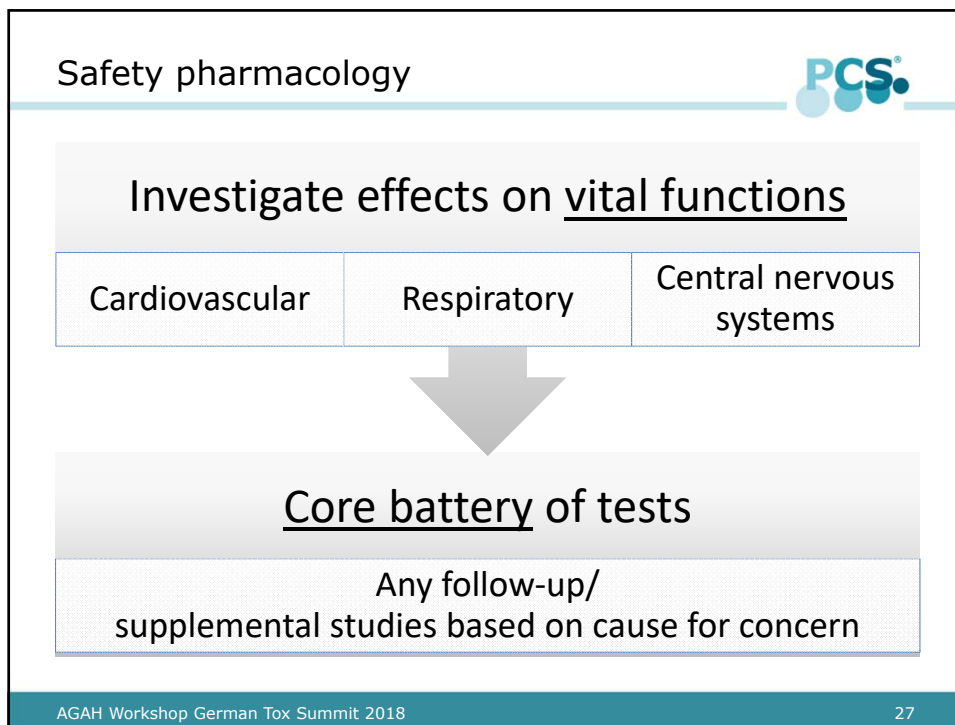 Safety pharmacology
PCS®
Investigate effects on vital functions
Cardiovascular
Respiratory
Central nervous
systems
Core battery of tests
Any follow-up/
supplemental studies based on cause for concern
AGAH Workshop German Tox Summit 2018
27